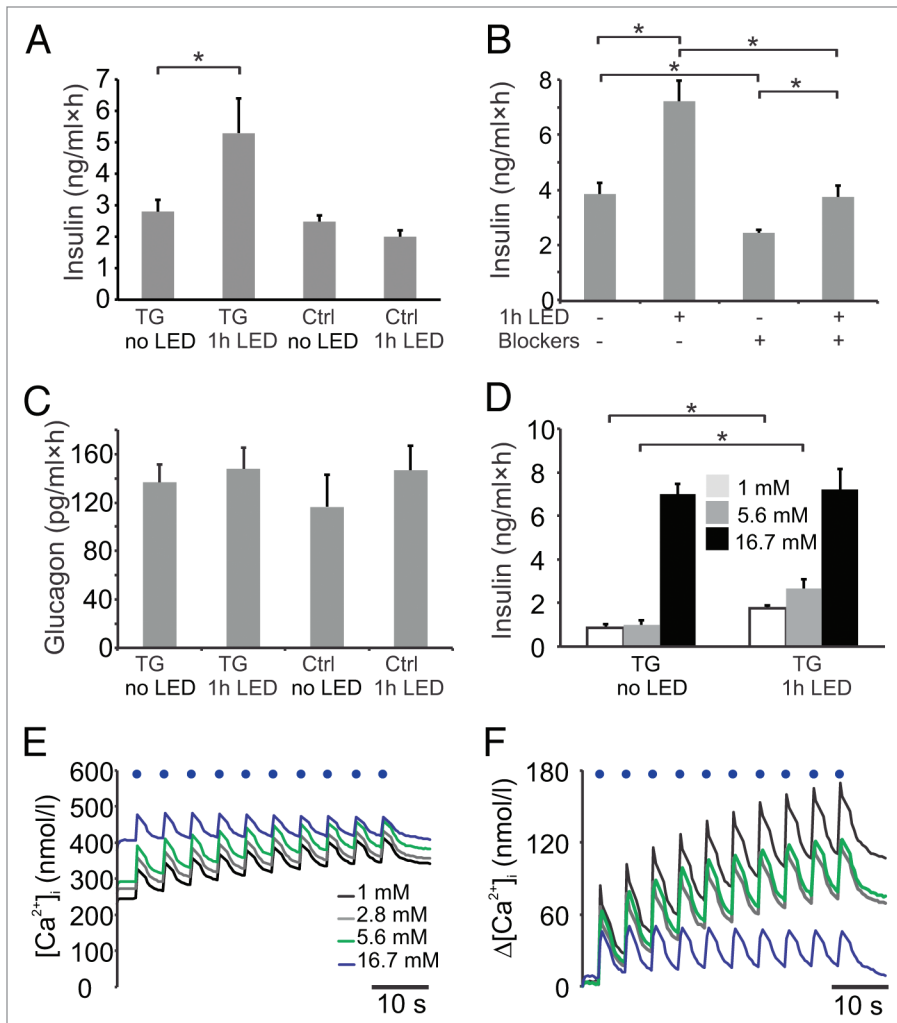 A
Insulin (ng/ml×h)
7
6
5
4
3
2
1
0
*
TG TG Ctrl Ctrl
no LED 1h LED no LED 1h LED
B
Insulin (ng/ml×h)
8
6
4
2
0
*
*
*
*
1h LED - + - +
Blockers - - + +
C
Glucagon (pg/ml×h)
160
120
80
40
0
TG TG Ctrl Ctrl
no LED 1h LED no LED 1h LED
D
Insulin (ng/ml×h)
10
8
6
4
2
0
*
*
1 mM
5.6 mM
16.7 mM
TG TG
no LED 1h LED
E
[Ca²⁺]ᵢ (nmol/l)
600
500
400
300
200
100
0
1 mM
2.8 mM
5.6 mM
16.7 mM
10 s
F
Δ[Ca²⁺]ᵢ (nmol/l)
180
120
60
0
10 s